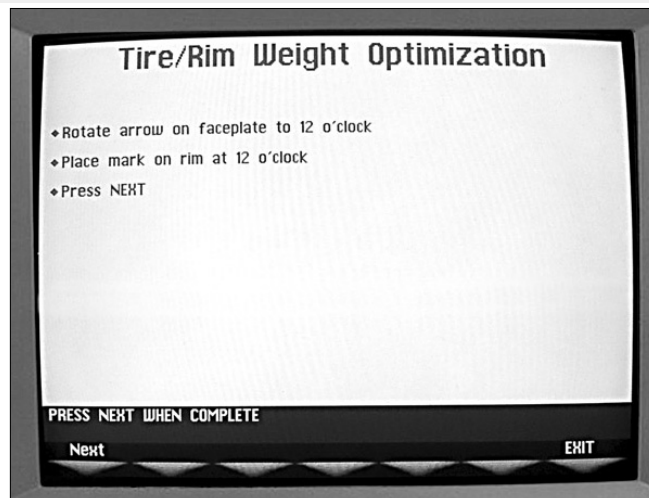 Tire/Rim Weight Optimization
◆Rotate arrow on faceplate to 12 o'clock
◆Place mark on rim at 12 o'clock
◆Press NEXT
PRESS NEXT WHEN COMPLETE
Next EXIT